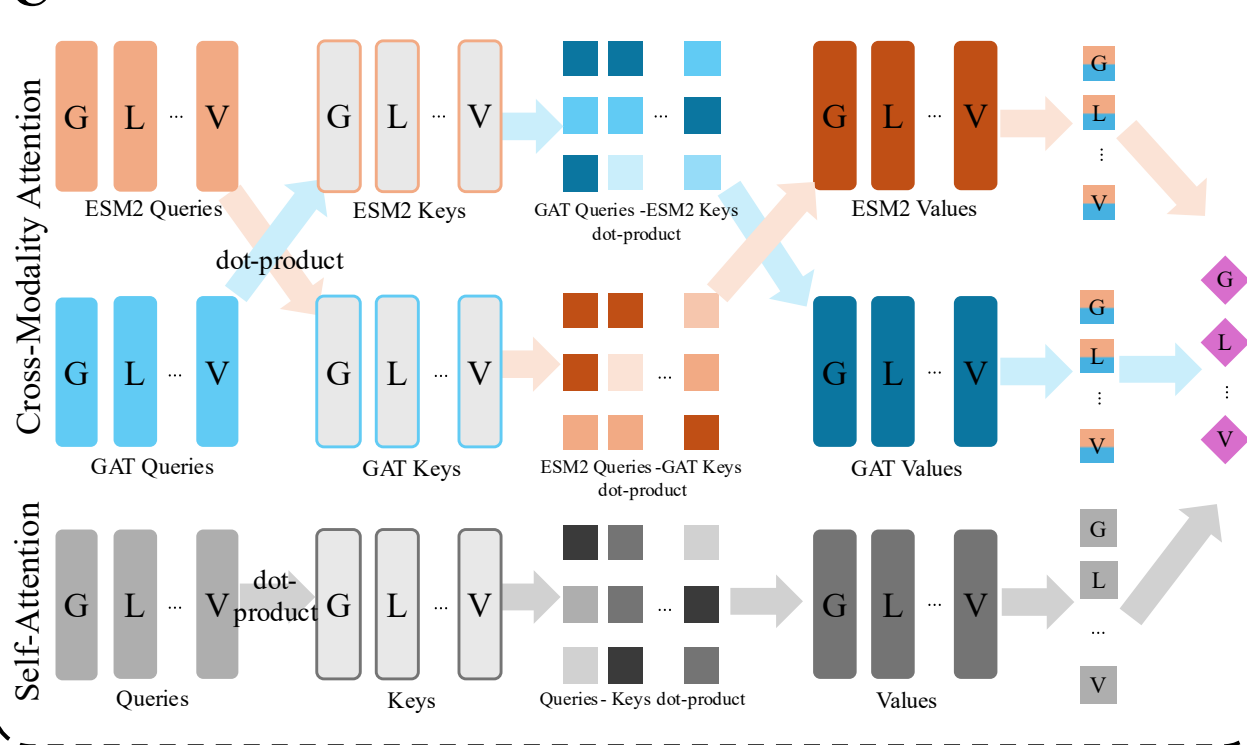 Cross-Modality Attention
G L ... V
ESM2 Queries
G L ... V
ESM2 Keys
GAT Queries -ESM2 Keys
dot-product
...
G L ... V
ESM2 Values
G
L
...
V
dot-product
G L ... V
GAT Queries
G L ... V
GAT Keys
ESM2 Queries -GAT Keys
dot-product
...
G L ... V
GAT Values
G
L
...
V
G
L
...
V
Self-Attention
G L ... V
Queries
dot-
product
G L ... V
Keys
...
Queries- Keys dot-product
G L ... V
Values
G
L
...
V